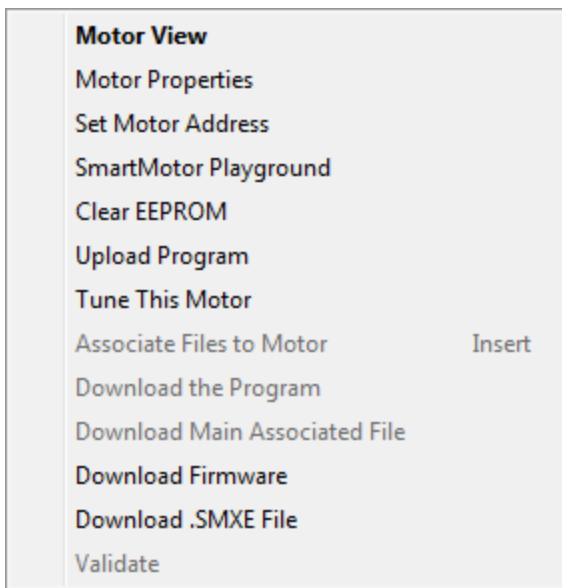 Motor View
Motor Properties
Set Motor Address
SmartMotor Playground
Clear EEPROM
Upload Program
Tune This Motor
Associate Files to Motor Insert
Download the Program
Download Main Associated File
Download Firmware
Download .SMXE File
Validate